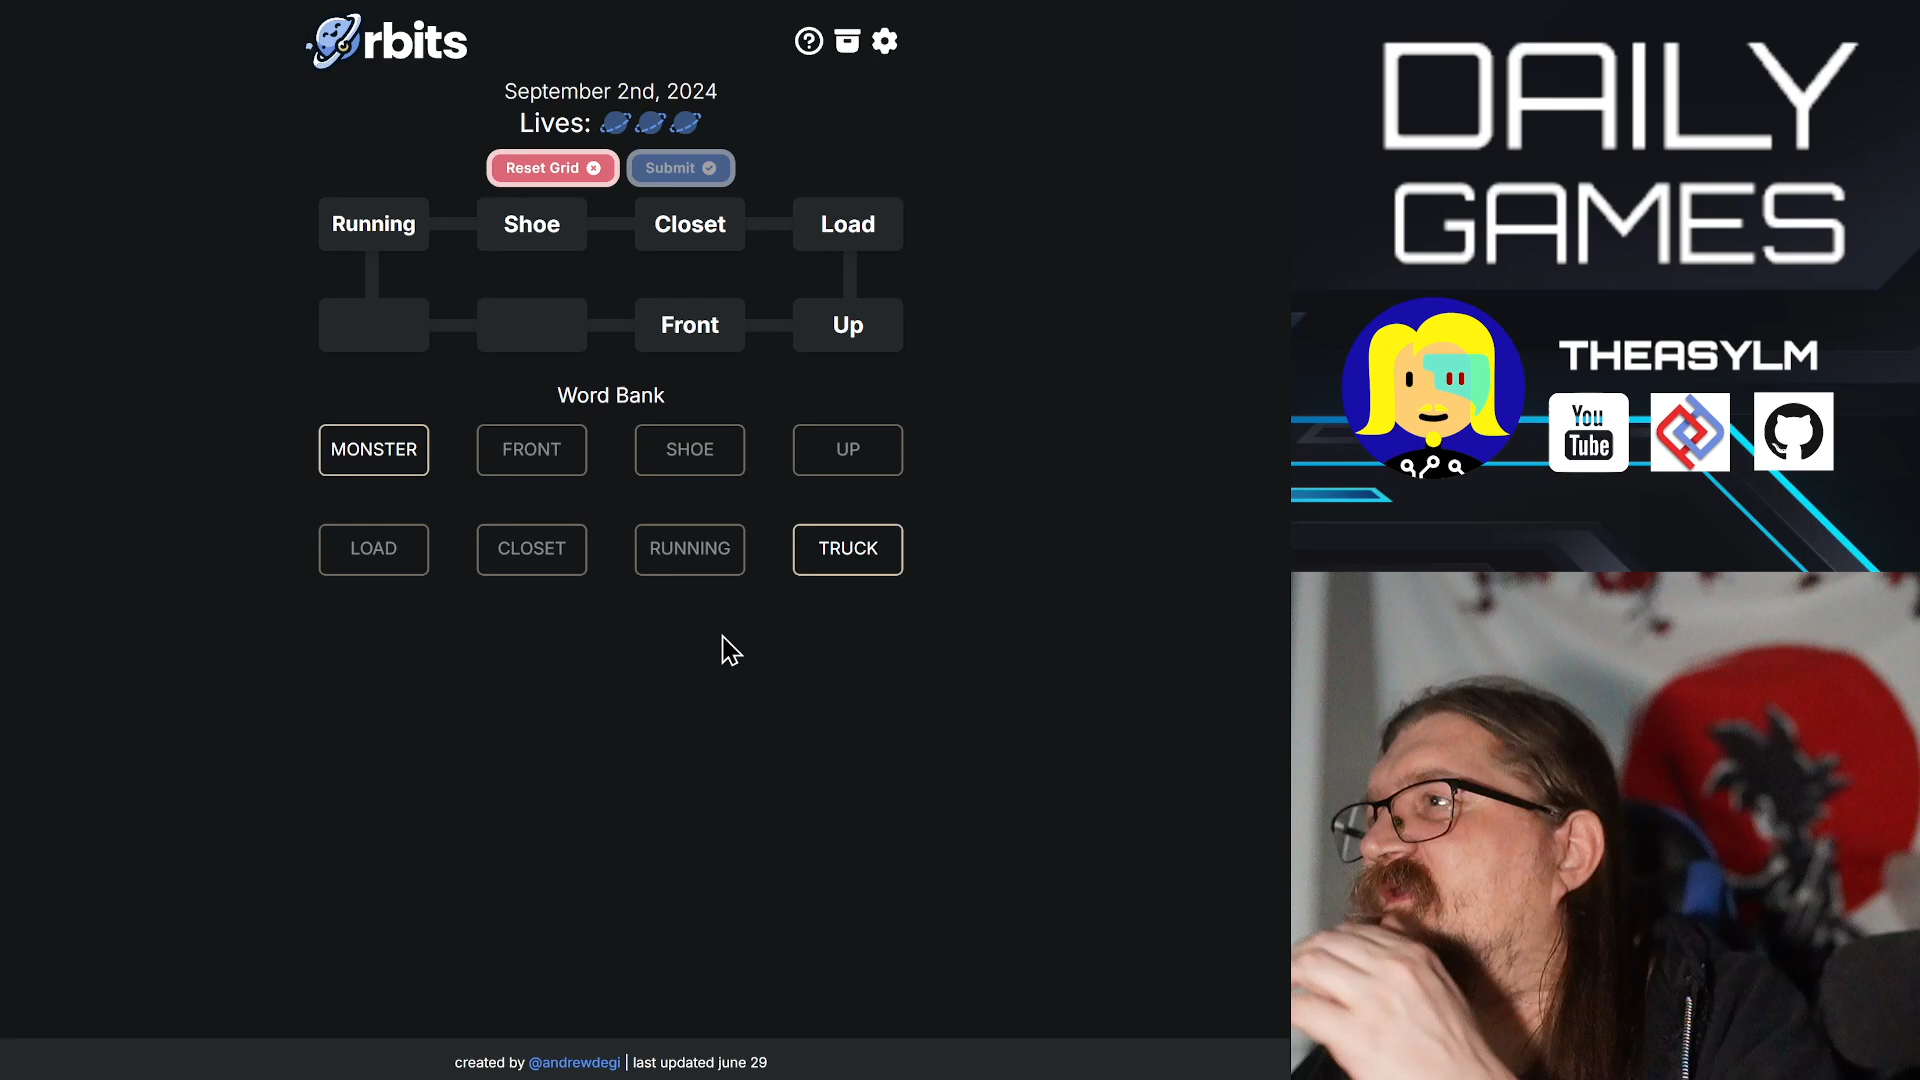 rbits
September 2nd, 2024
Lives:
Reset Grid
Submit
Running
Shoe
Closet
Load
Front
Up
Word Bank
MONSTER
FRONT
SHOE
UP
LOAD
CLOSET
RUNNING
TRUCK
created by @andrewdegi | last updated june 29
DAILY
GAMES
THEASYLM
You
Tube